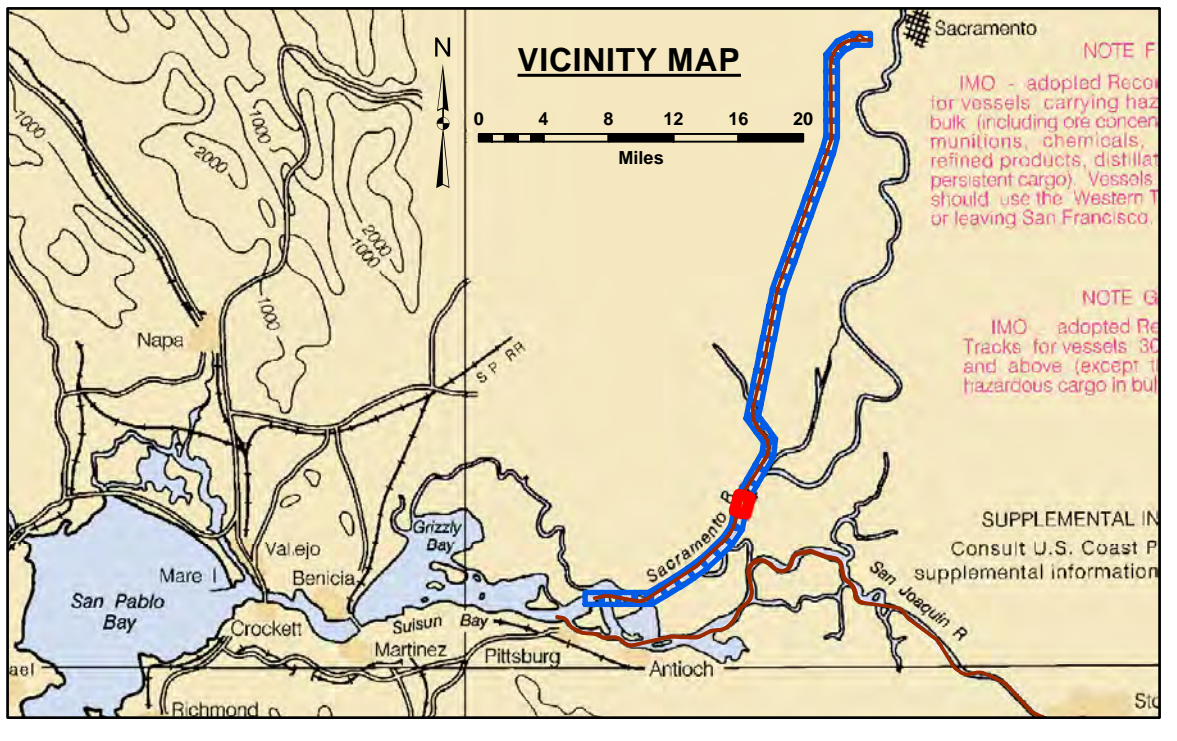 Sacramento
N
VICINITY MAP
NOTE F
IMO - adopted Recor
for vessels carrying haz
bulk (including ore concen
munitions, chemicals,
refined products, distillat
persistent cargo). Vessels
should use the Western T
or leaving San Francisco.
0 4 8 12 16 20
Miles
1000
1000
2000
2000
1000
1000
NOTE G
IMO - adopted Re
Tracks for vessels 30
and above (except t
hazardous cargo in bul
Napa
S P RR
SUPPLEMENTAL IN
Consult U.S. Coast P
supplemental information
Grizzly
Bay
Sacramento R
Vallejo
Mare I
Benicia
San Joaquin R
San Pablo
Bay
Crockett
Suisun Bay
Martinez
Pittsburg
Antioch
ael
Richmond
Sto